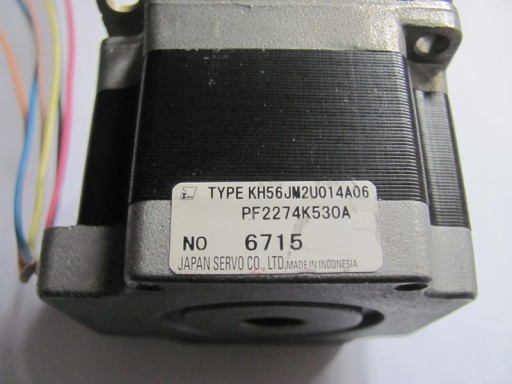 TYPE KH56JM2U014A06
PF2274K530A
NO 6715
JAPAN SERVO CO., LTD. MADE IN INDONESIA